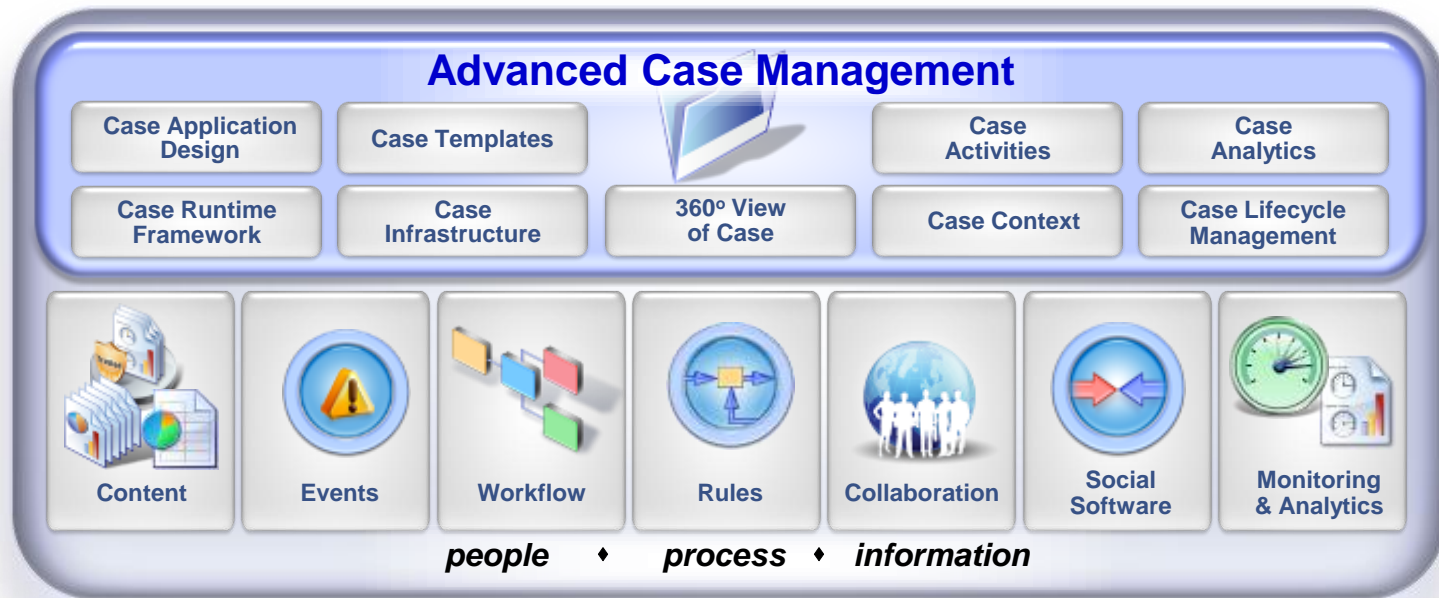 Advanced Case Management
Case Application
Design
Case Templates
Case
Activities
Case
Analytics
Case Runtime
Framework
Case
Infrastructure
360º View
of Case
Case Context
Case Lifecycle
Management
Content
Events
Workflow
Rules
Collaboration
Social
Software
Monitoring
& Analytics
people ♦ process ♦ information